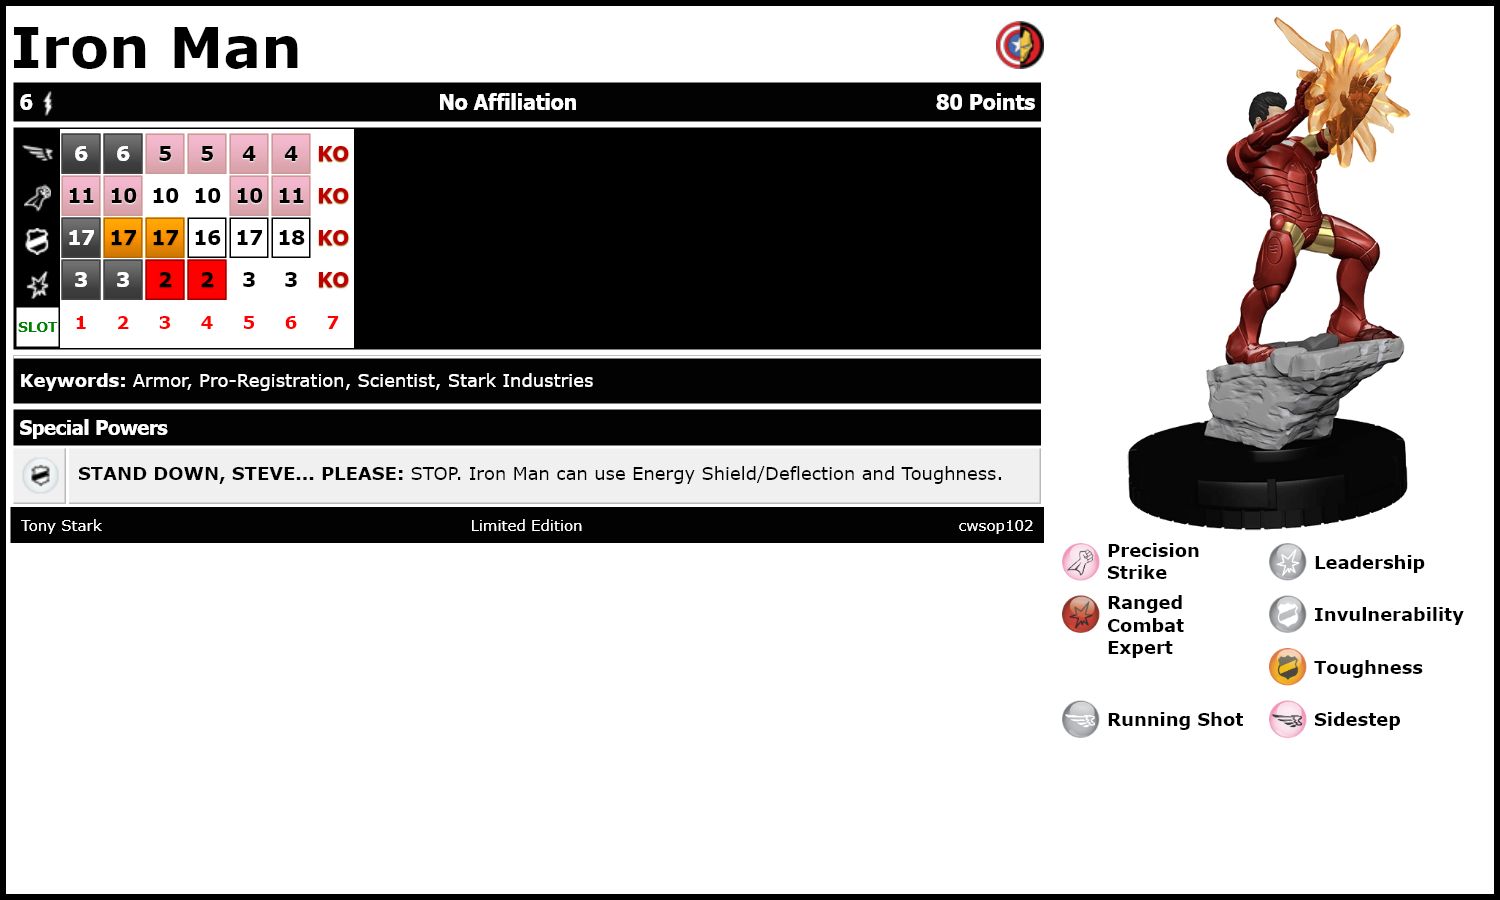 Iron Man
6 No Affiliation 80 Points
6 6 5 5 4 4 KO
11 10 10 10 10 11 KO
17 17 17 16 17 18 KO
3 3 2 2 3 3 KO
SLOT 1 2 3 4 5 6 7
Keywords: Armor, Pro-Registration, Scientist, Stark Industries
Special Powers
STAND DOWN, STEVE... PLEASE: STOP. Iron Man can use Energy Shield/Deflection and Toughness.
Tony Stark Limited Edition cwsop102
Precision
Strike
Leadership
Ranged
Combat
Expert
Invulnerability
Toughness
Running Shot
Sidestep